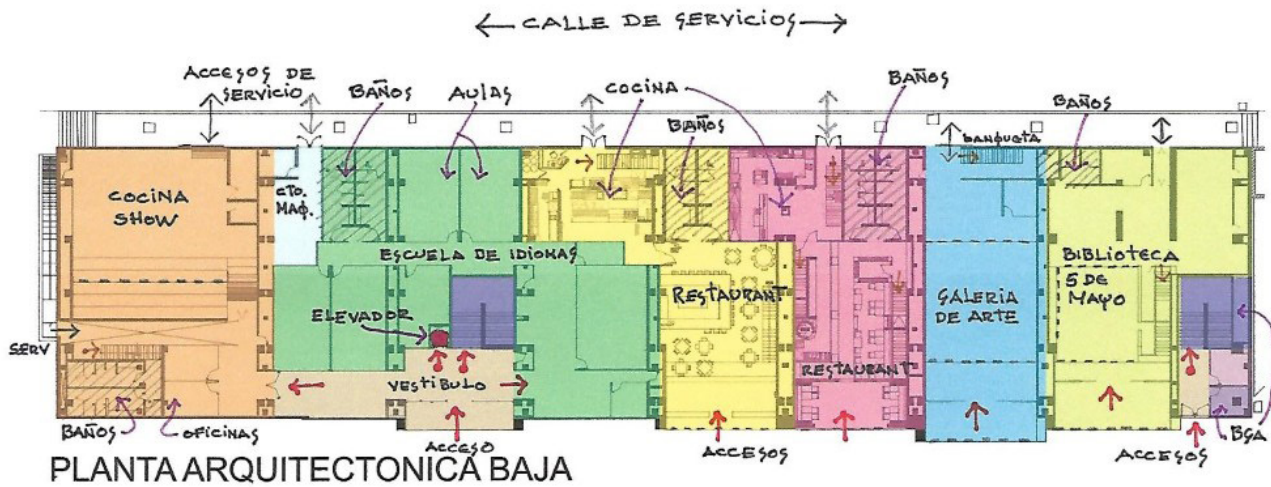 CALLE DE SERVICIOS
ACCESOS DE
SERVICIO
BAÑOS
AULAS
COCINA
BAÑOS
BAÑOS
BAÑOS
banqueta
COCINA
SHOW
CTO.
MAQ.
ESCUELA DE IDIOMAS
ELEVADOR
VESTIBULO
RESTAURANT
RESTAURANT
GALERIA
DE ARTE
BIBLIOTECA
5 DE
MAYO
SERV
BAÑOS
OFICINAS
ACCESO
ACCESOS
ACCESOS
BSA
PLANTA ARQUITECTONICA BAJA